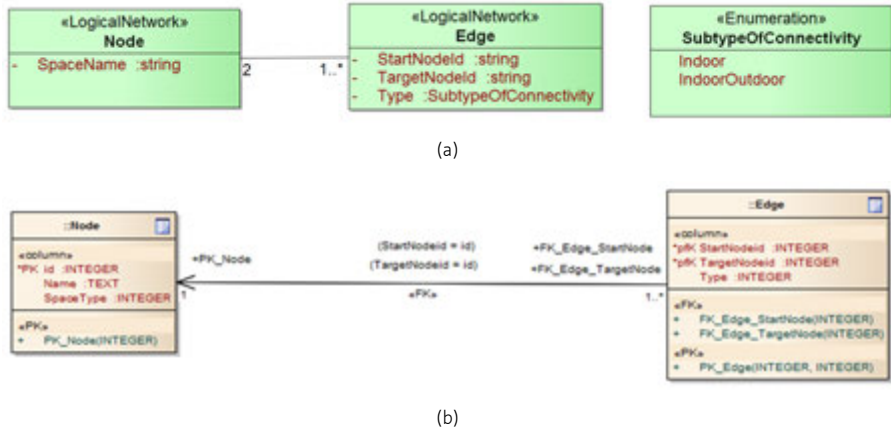 «LogicalNetwork»
Node
- SpaceName :string
2
1..*
«LogicalNetwork»
Edge
- StartNodeId :string
- TargetNodeId :string
- Type :SubtypeOfConnectivity
«Enumeration»
SubtypeOfConnectivity
Indoor
IndoorOutdoor
(a)
::Node
«column»
*PK id :INTEGER
Name :TEXT
SpaceType :INTEGER
«PK»
+ PK_Node(INTEGER)
+PK_Node
1
(StartNodeid = id)
(TargetNodeid = id)
«FK»
+FK_Edge_StartNode
+FK_Edge_TargetNode
1..*
::Edge
«column»
*pfK StartNodeid :INTEGER
*pfK TargetNodeid :INTEGER
Type :INTEGER
«FK»
+ FK_Edge_StartNode(INTEGER)
+ FK_Edge_TargetNode(INTEGER)
«PK»
+ PK_Edge(INTEGER, INTEGER)
(b)